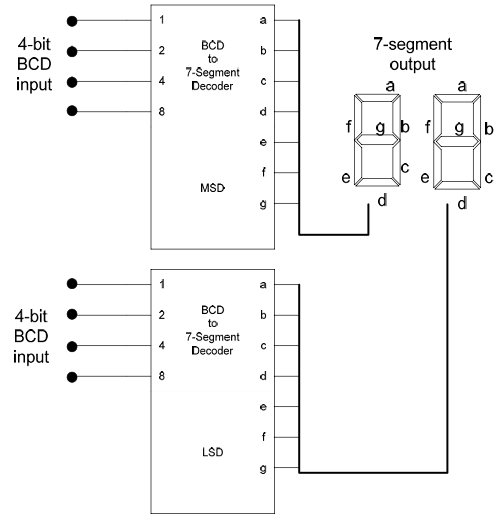 4-bit
BCD
input
1
2
4
8
BCD
to
7-Segment
Decoder
MSD
a
b
c
d
e
f
g
7-segment
output
a
f g b
e c
d
a
f g b
e c
d
4-bit
BCD
input
1
2
4
8
BCD
to
7-Segment
Decoder
LSD
a
b
c
d
e
f
g